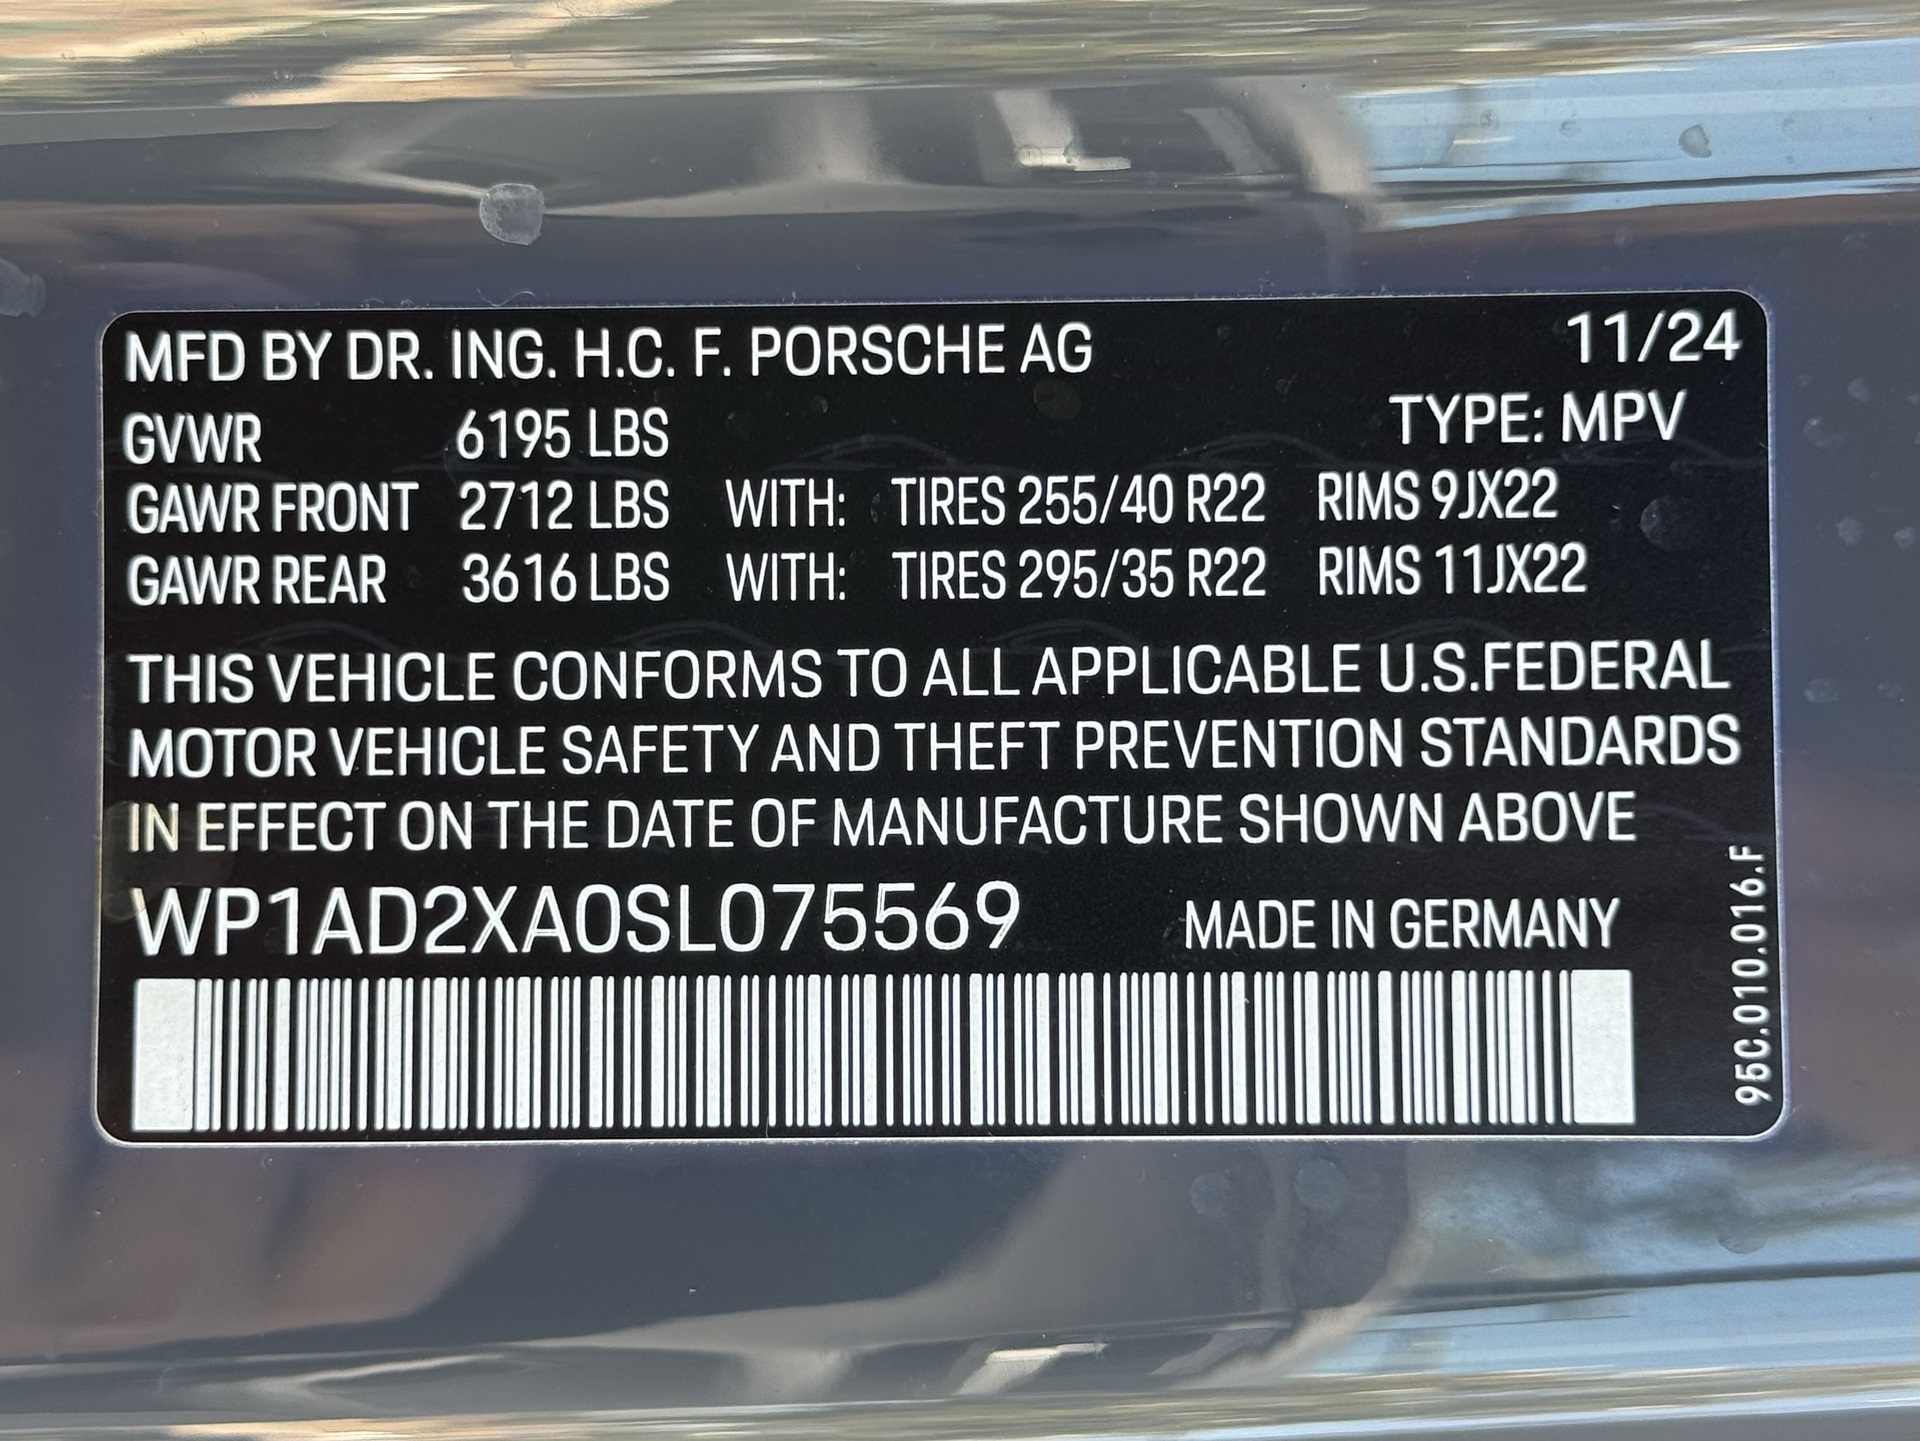 MFD BY DR. ING. H.C. F. PORSCHE AG 11/24
GVWR 6195 LBS TYPE: MPV
GAWR FRONT 2712 LBS WITH: TIRES 255/40 R22 RIMS 9JX22
GAWR REAR 3616 LBS WITH: TIRES 295/35 R22 RIMS 11JX22
THIS VEHICLE CONFORMS TO ALL APPLICABLE U.S.FEDERAL
MOTOR VEHICLE SAFETY AND THEFT PREVENTION STANDARDS
IN EFFECT ON THE DATE OF MANUFACTURE SHOWN ABOVE
WP1AD2XA0SL075569 MADE IN GERMANY
95C.010.016.F